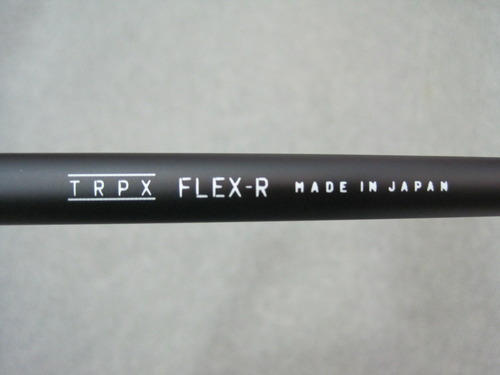 TRPX FLEX-R MADE IN JAPAN